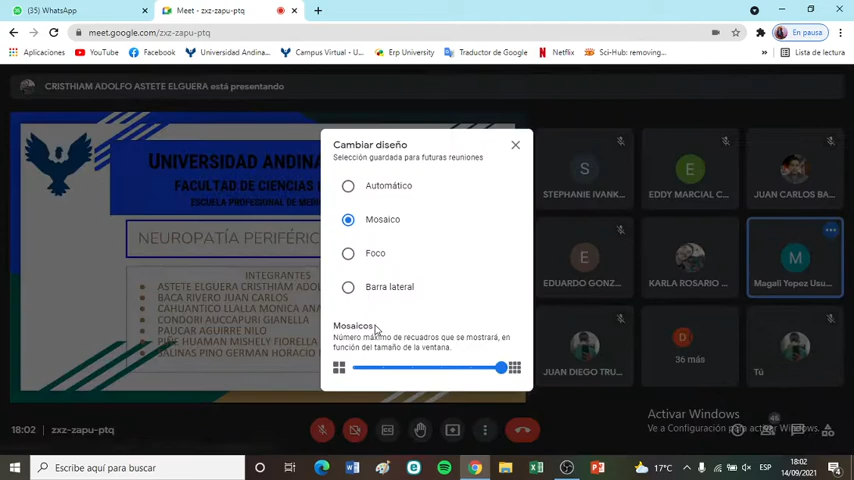 (35) WhatsApp
Meet - zxz-zapu-ptq
meet.google.com/zxz-zapu-ptq
En pausa
Aplicaciones
YouTube
Facebook
Universidad Andina...
Campus Virtual - U...
Erp University
Traductor de Google
Netflix
Sci-Hub: removing...
»
Lista de lectura
CRISTHIAM ADOLFO ASTETE ELGUERA está presentando
UNIVERSIDAD ANDINA
FACULTAD DE CIENCIAS
ESCUELA PROFESIONAL DE MED
NEUROPATÍA PERIFÉRIC
INTEGRANTES
ASTETE ELGUERA CRISTHIAM ADOL
BACA RIVERO JUAN CARLOS
CAHUANTICO LLALLA MONICA ANA
CONDORI AUCCAPURI GIANELLA
PAUCAR AGUIRRE NILO
HUAMAN MISHELY FIORELLA
SALINAS PINO GERMAN HORACIO
Cambiar diseño
Selección guardada para futuras reuniones
Automático
Mosaico
Foco
Barra lateral
Mosaicos
Número máximo de recuadros que se mostrará, en
función del tamaño de la ventana.
S
STEPHANIE IVANK...
E
EDDY MARCIAL C...
JUAN CARLOS BA...
E
EDUARDO GONZ...
KARLA ROSARIO ...
M
Magali Yepez Usu...
JUAN DIEGO TRU...
D
36 más
Tú
18:02
zxz-zapu-ptq
45
Activar Windows
Ve a Configuración para activar Windows.
Escribe aquí para buscar
17°C
ESP
18:02
14/09/2021
4